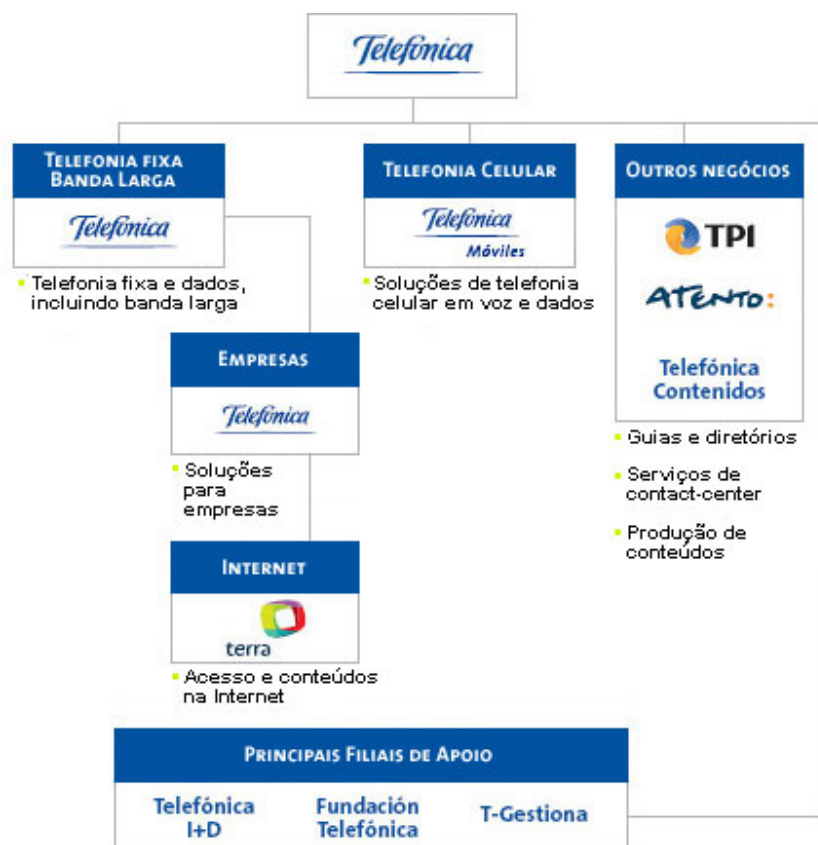 Telefónica
TELEFONIA FIXA
BANDA LARGA
Telefónica
Telefonia fixa e dados,
incluindo banda larga
TELEFONIA CELULAR
Telefónica
Móviles
Soluções de telefonia
celular em voz e dados
OUTROS NEGÓCIOS
TPI
ATENTO:
Telefónica
Contenidos
Guias e diretórios
Serviços de
contact-center
Produção de
conteúdos
EMPRESAS
Telefónica
Soluções
para
empresas
INTERNET
terra
Acesso e conteúdos
na Internet
PRINCIPAIS FILIAIS DE APOIO
Telefónica
I+D
Fundación
Telefónica
T-Gestiona